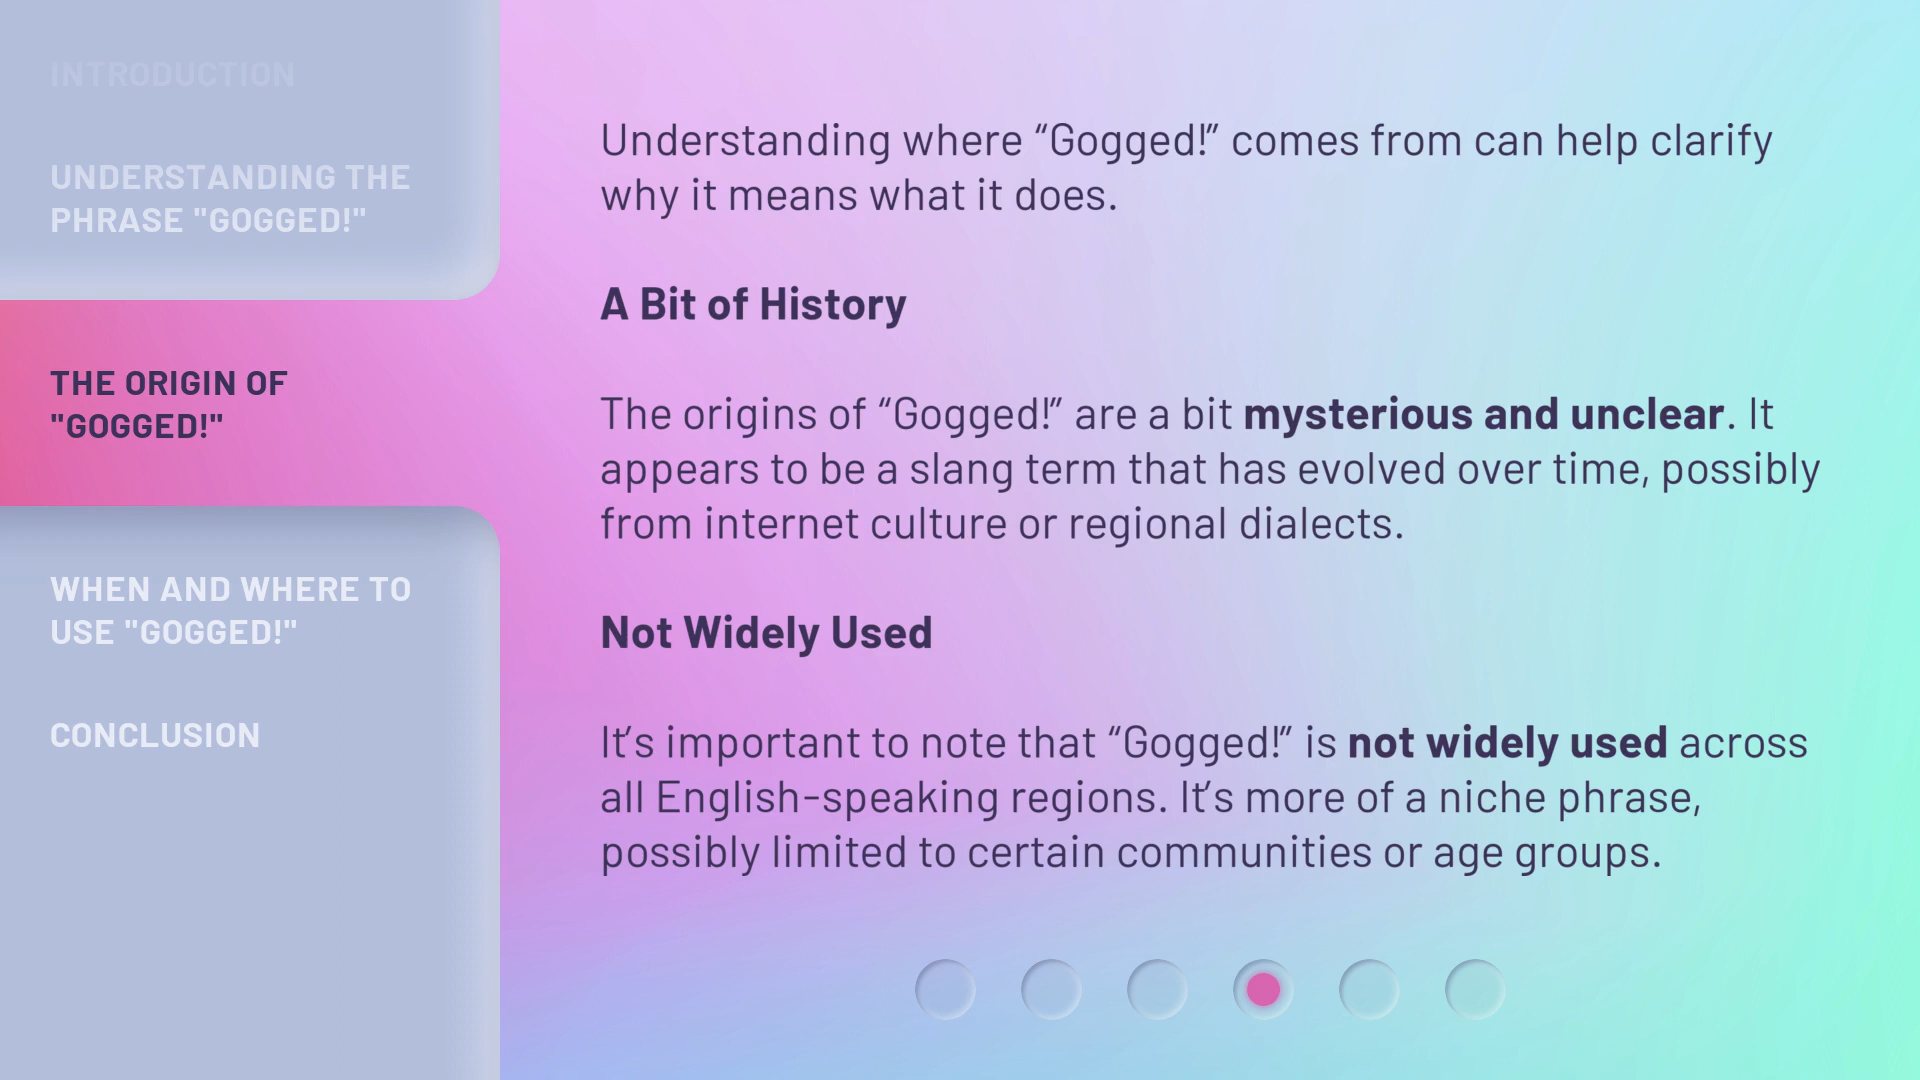 INTRODUCTION
UNDERSTANDING THE
PHRASE "GOGGED!"
THE ORIGIN OF
"GOGGED!"
WHEN AND WHERE TO
USE "GOGGED!"
CONCLUSION
Understanding where “Gogged!” comes from can help clarify
why it means what it does.
A Bit of History
The origins of “Gogged!” are a bit mysterious and unclear. It
appears to be a slang term that has evolved over time, possibly
from internet culture or regional dialects.
Not Widely Used
It’s important to note that “Gogged!” is not widely used across
all English-speaking regions. It’s more of a niche phrase,
possibly limited to certain communities or age groups.